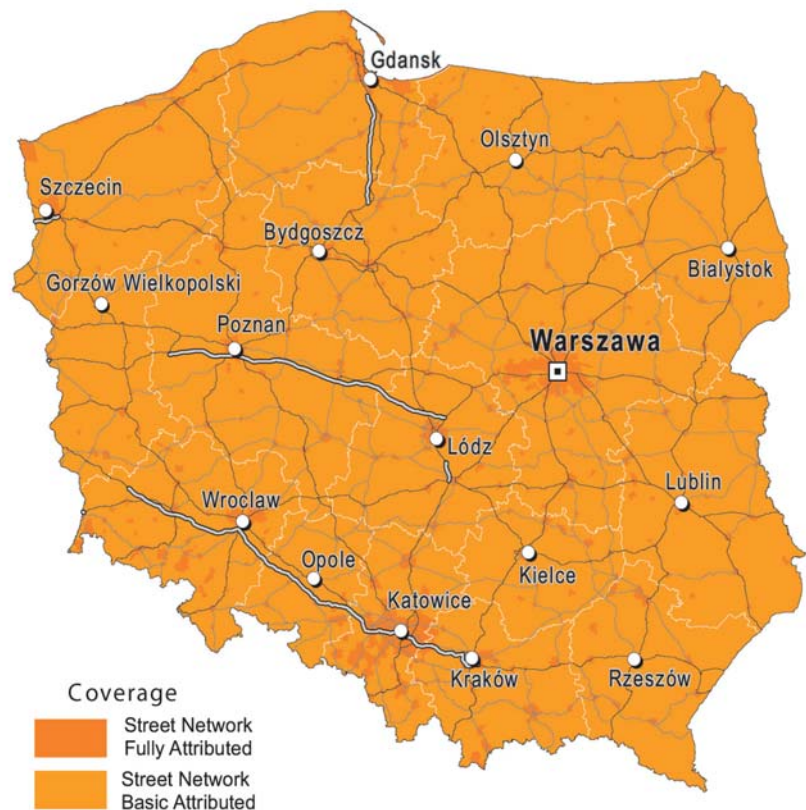 Gdansk
Olsztyn
Szczecin
Bydgoszcz
Bialystok
Gorzów Wielkopolski
Poznan
Warszawa
Lódz
Lublin
Wroclaw
Opole
Kielce
Katowice
Kraków
Rzeszów
Coverage
Street Network
Fully Attributed
Street Network
Basic Attributed